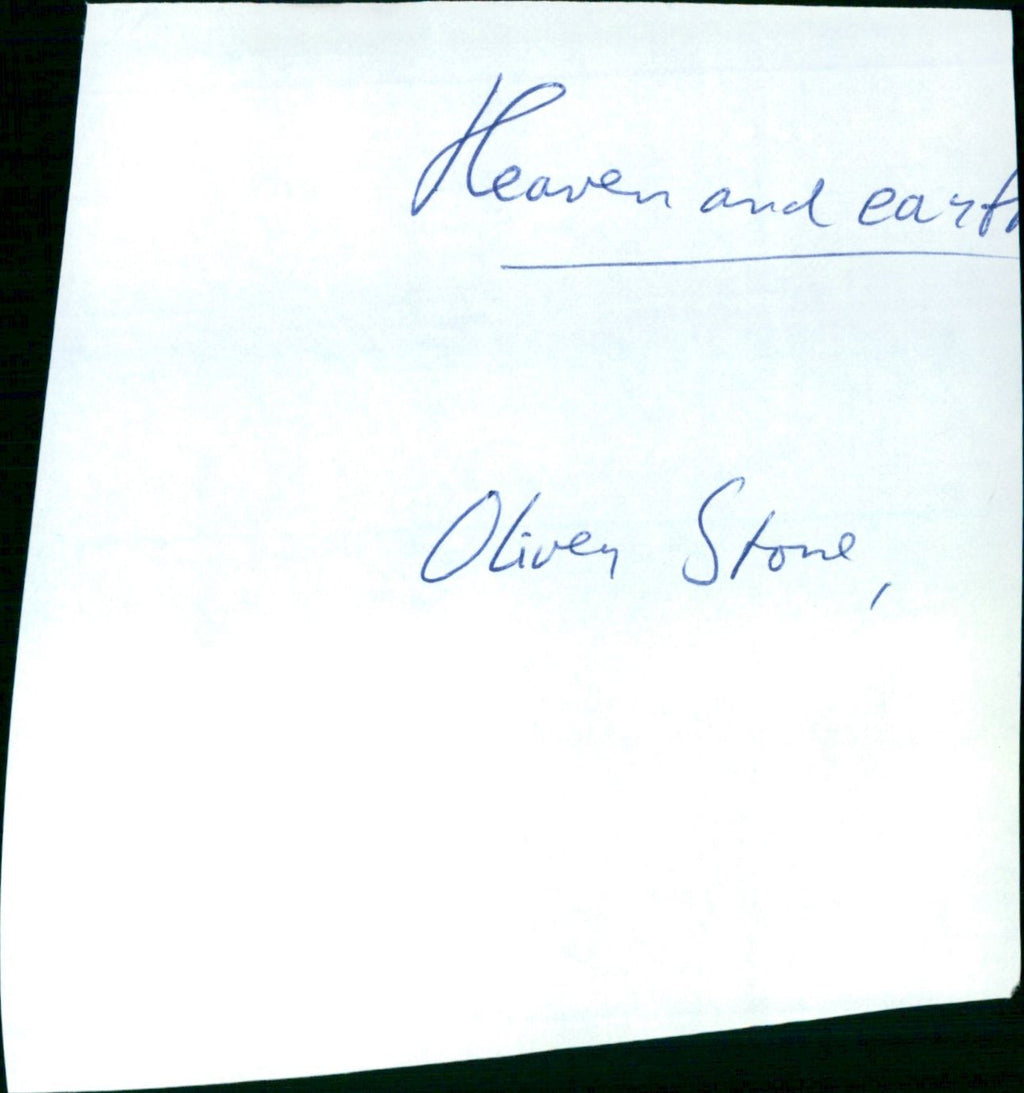 Heaven and earth
Oliver Stone,